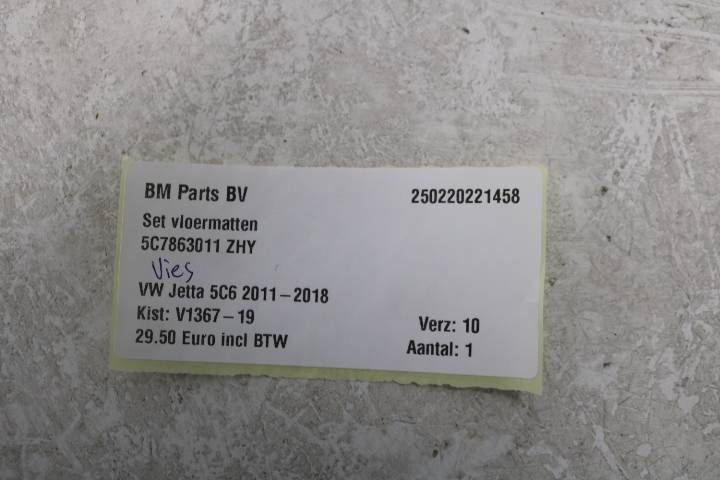 BM Parts BV 250220221458
Set vloermatten
5C7863011 ZHY
Vies
VW Jetta 5C6 2011-2018
Kist: V1367-19 Verz: 10
29.50 Euro incl BTW Aantal: 1